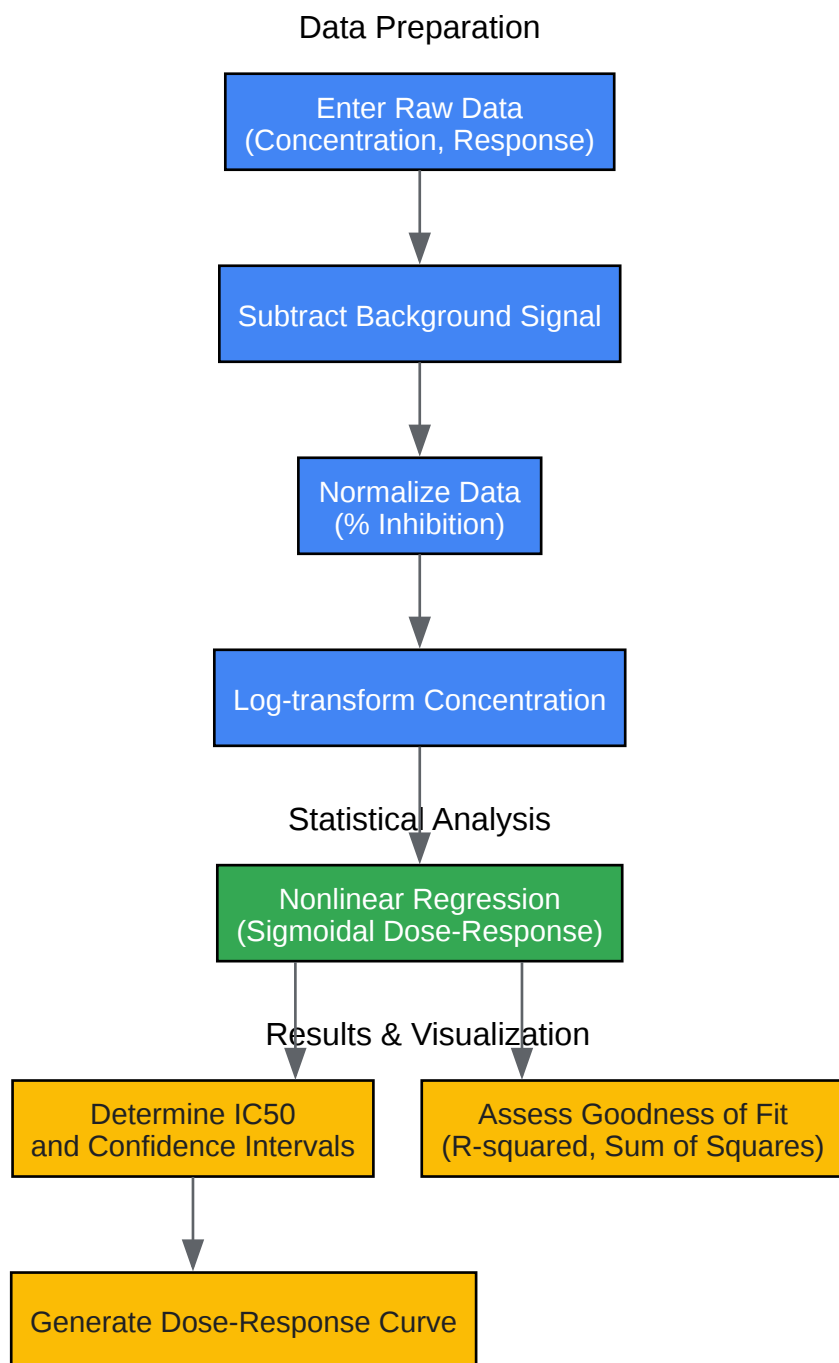 Data Preparation
Enter Raw Data
(Concentration, Response)
Subtract Background Signal
Normalize Data
(% Inhibition)
Log-transform Concentration
Statistical Analysis
Nonlinear Regression
(Sigmoidal Dose-Response)
Results & Visualization
Determine IC50
and Confidence Intervals
Assess Goodness of Fit
(R-squared, Sum of Squares)
Generate Dose-Response Curve